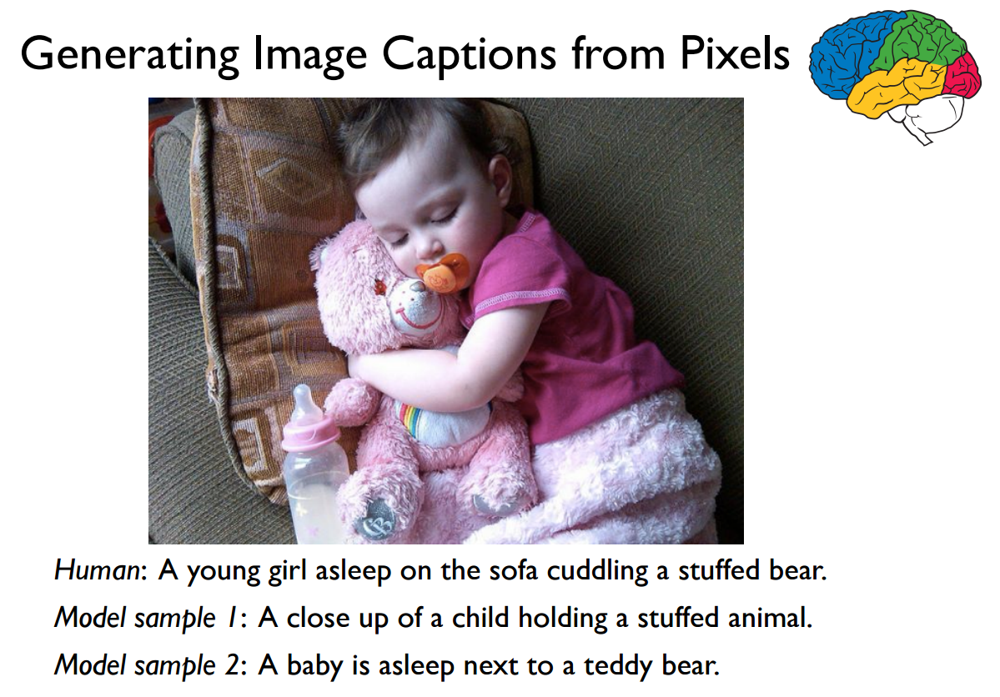 Generating Image Captions from Pixels
Human: A young girl asleep on the sofa cuddling a stuffed bear.
Model sample 1: A close up of a child holding a stuffed animal.
Model sample 2: A baby is asleep next to a teddy bear.